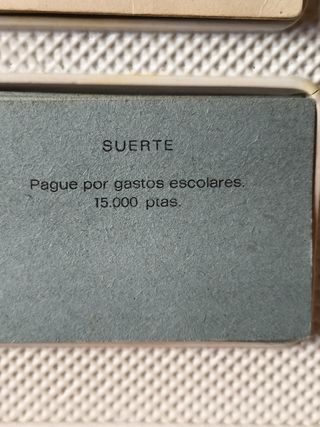 SUERTE
Pague por gastos escolares.
15.000 ptas.